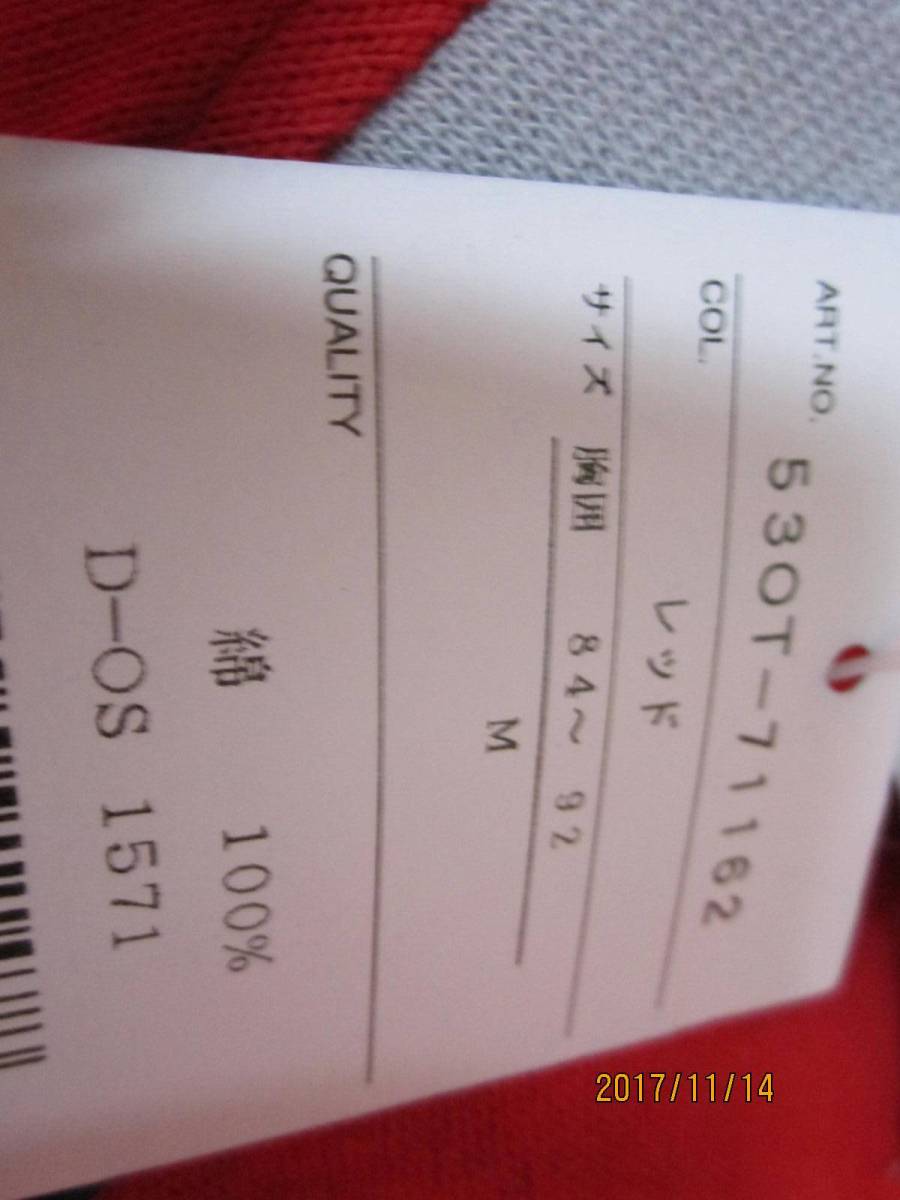 ART.NO. 530T-71162
COL.
レッド
サイズ 胸囲 84~ 92
M
QUALITY
綿 100%
D-OS 1571
2017/11/14